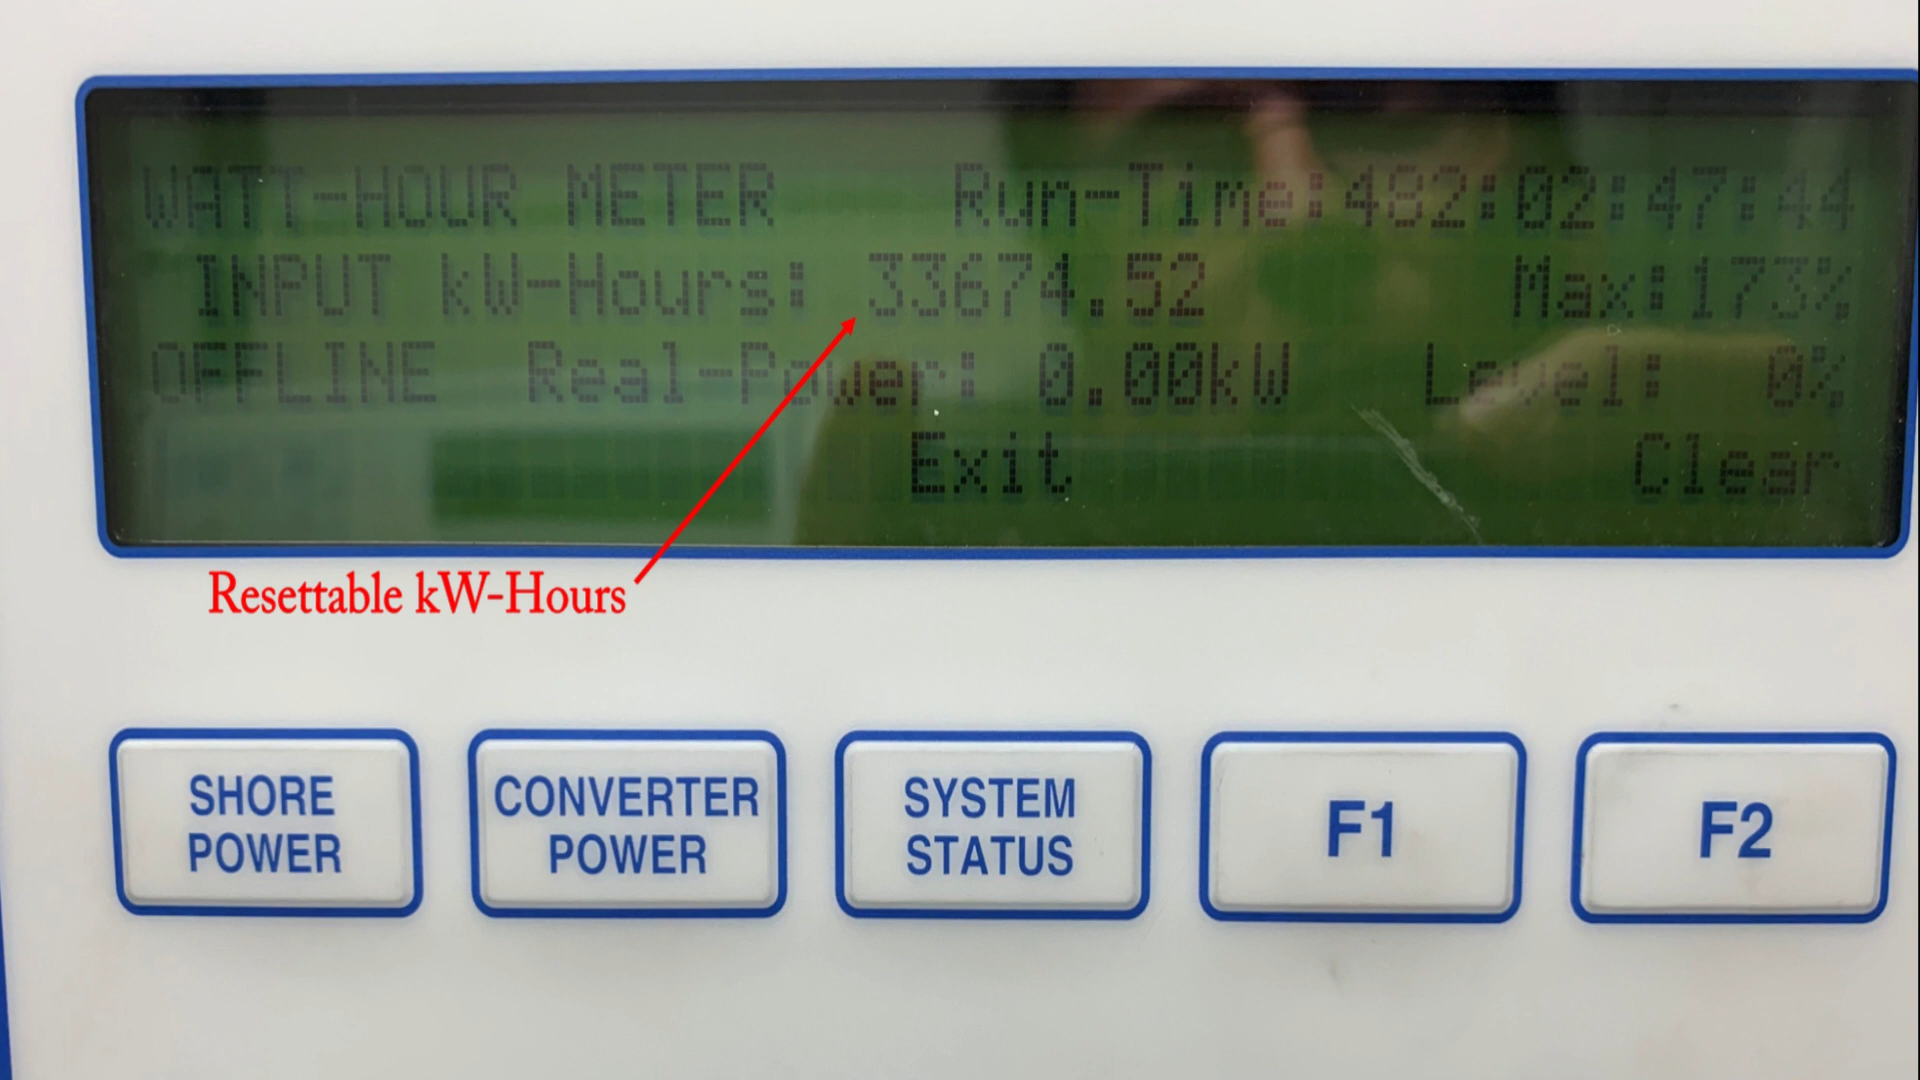 WATT-HOUR METER Run-Time:482:02:47:44
INPUT kW-Hours: 33674.52 Max:173%
OFFLINE Real-Power: 0.00kW Level: 0%
Exit Clear
Resettable kW-Hours
SHORE
POWER
CONVERTER
POWER
SYSTEM
STATUS
F1
F2